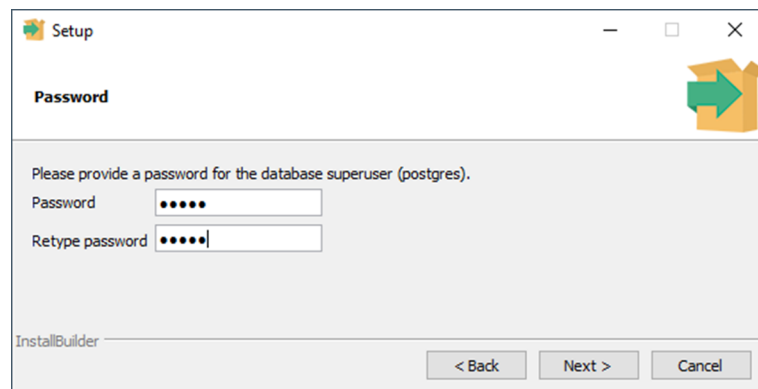 Setup
Password
Please provide a password for the database superuser (postgres).
Password •••••
Retype password •••••
InstallBuilder
< Back Next > Cancel